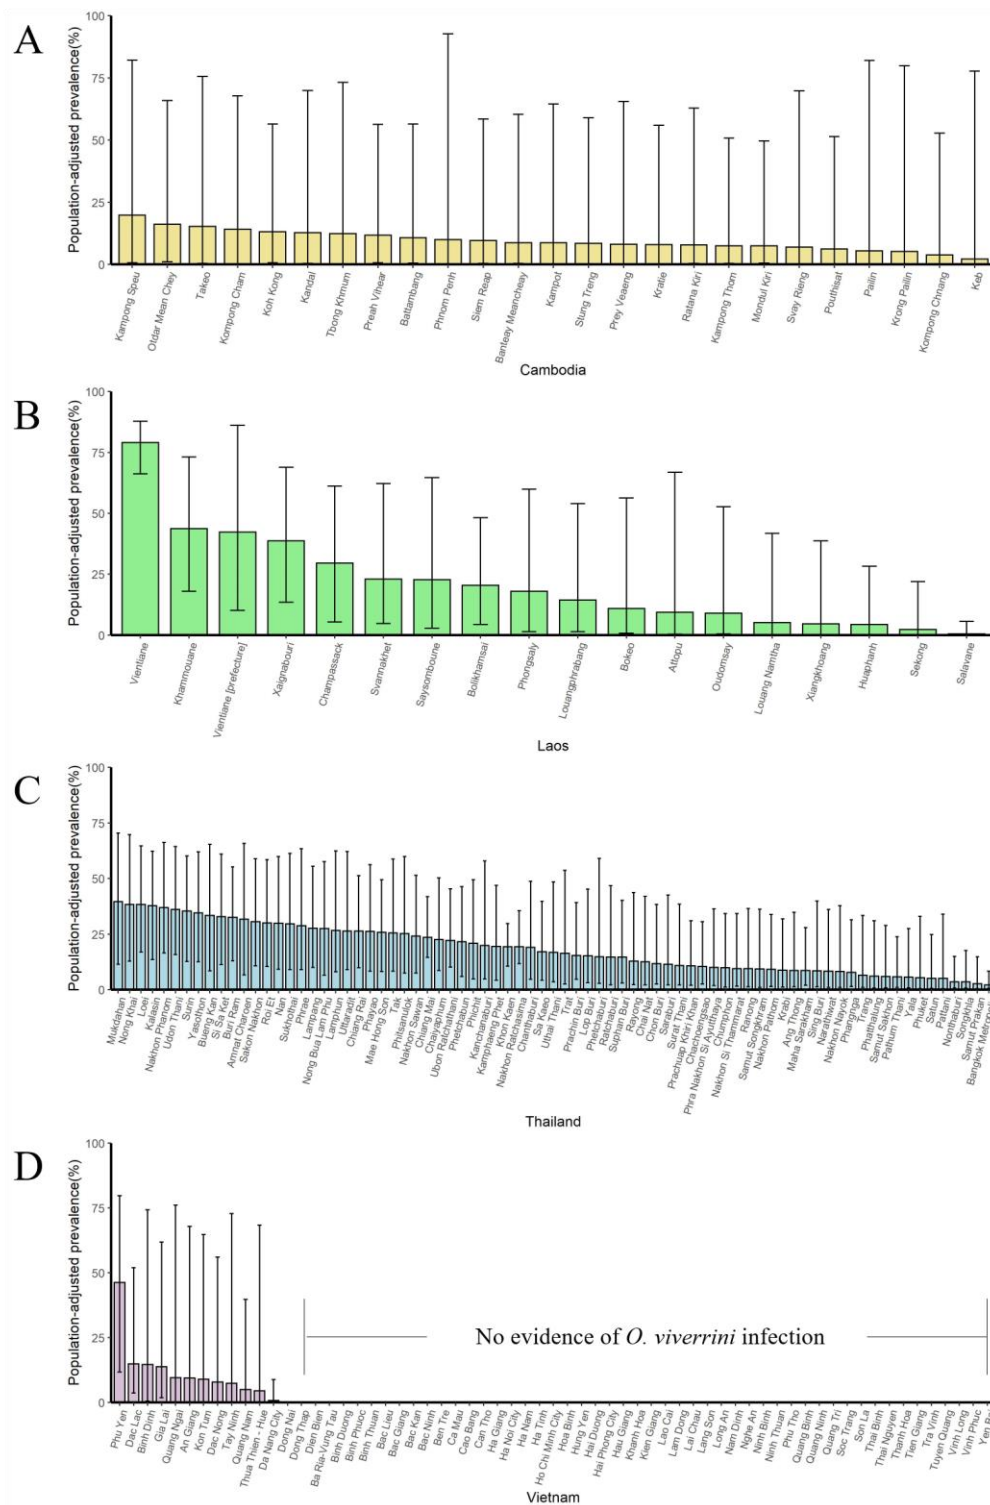 A
Population-adjusted prevalence(%)
100
75
50
25
0
Kampong Speu
Otdar Mean Chey
Takeo
Kompong Cham
Koh Kong
Kandal
Tbong Khmum
Preah Vihear
Battambang
Phnom Penh
Siem Reap
Banteay Meancheay
Kampot
Stung Treng
Prey Veaeng
Kratie
Ratana Kiri
Kampong Thom
Mondul Kiri
Svay Rieng
Pouthisat
Pailin
Krong Pailin
Kompong Chnang
Keb
Cambodia
B
Population-adjusted prevalence(%)
100
75
50
25
0
Vientiane
Khammouane
Vientiane [prefecture]
Xaignabouri
Champassack
Svannakhet
Saysomboune
Bolikhamsai
Phongsaly
Louangphrabang
Bokeo
Attopu
Oudomsay
Louang Namtha
Xiangkhoang
Huaphanh
Sekong
Salavane
Laos
C
Population-adjusted prevalence(%)
100
75
50
25
0
Mukdahan
Nong Khai
Loei
Kalasin
Nakhon Phanom
Udon Thani
Surin
Yasothon
Bueng Kan
Si Sa Ket
Buri Ram
Amnat Charoen
Sakon Nakhon
Roi Et
Nan
Sukhothai
Phrae
Lampang
Nong Bua Lam Phu
Lamphun
Uttaradit
Chiang Rai
Phayao
Mae Hong Son
Tak
Phitsanulok
Nakhon Sawan
Chiang Mai
Chaiyaphum
Ubon Ratchathani
Phetchabun
Phichit
Kanchanaburi
Kamphaeng Phet
Khon Kaen
Nakhon Ratchasima
Chanthaburi
Sa Kaeo
Uthai Thani
Trat
Prachin Buri
Lop Buri
Phetchaburi
Ratchaburi
Suphan Buri
Rayong
Chai Nat
Chon Buri
Saraburi
Surat Thani
Prachuap Khiri Khan
Chachoengsao
Phra Nakhon Si Ayutthaya
Chumphon
Nakhon Si Thammarat
Ranong
Samut Songkhram
Nakhon Pathom
Krabi
Ang Thong
Maha Sarakham
Sing Buri
Narathiwat
Nakhon Nayok
Phangnga
Trang
Phatthalung
Samut Sakhon
Pathum Thani
Yala
Phuket
Satun
Pattani
Nonthaburi
Songkhla
Samut Prakan
Thailand
D
Population-adjusted prevalence(%)
100
75
50
25
0
No evidence of O. viverrini infection
Phu Yen
Dac Lac
Binh Dinh
Gia Lai
Quang Ngai
An Giang
Kon Tum
Dac Nong
Tay Ninh
Quang Nam
Thua Thien - Hue
Da Nang City
Dong Nai
Dong Thap
Dien Bien
Ba Ria-Vung Tau
Binh Duong
Binh Phuoc
Binh Thuan
Bac Lieu
Bac Giang
Bac Kan
Bac Ninh
Ben Tre
Ca Mau
Cao Bang
Can Tho
Ha Giang
Ha Noi City
Ha Nam
Ha Tinh
Ho Chi Minh City
Hoa Binh
Hung Yen
Hai Duong
Hai Phong City
Hau Giang
Khanh Hoa
Kien Giang
Lao Cai
Lam Dong
Lai Chau
Lang Son
Long An
Nam Dinh
Nghe An
Ninh Binh
Ninh Thuan
Phu Tho
Quang Binh
Quang Ninh
Quang Tri
Soc Trang
Son La
Thai Binh
Thai Nguyen
Thanh Hoa
Tien Giang
Tra Vinh
Tuyen Quang
Vinh Long
Vinh Phuc
Vietnam